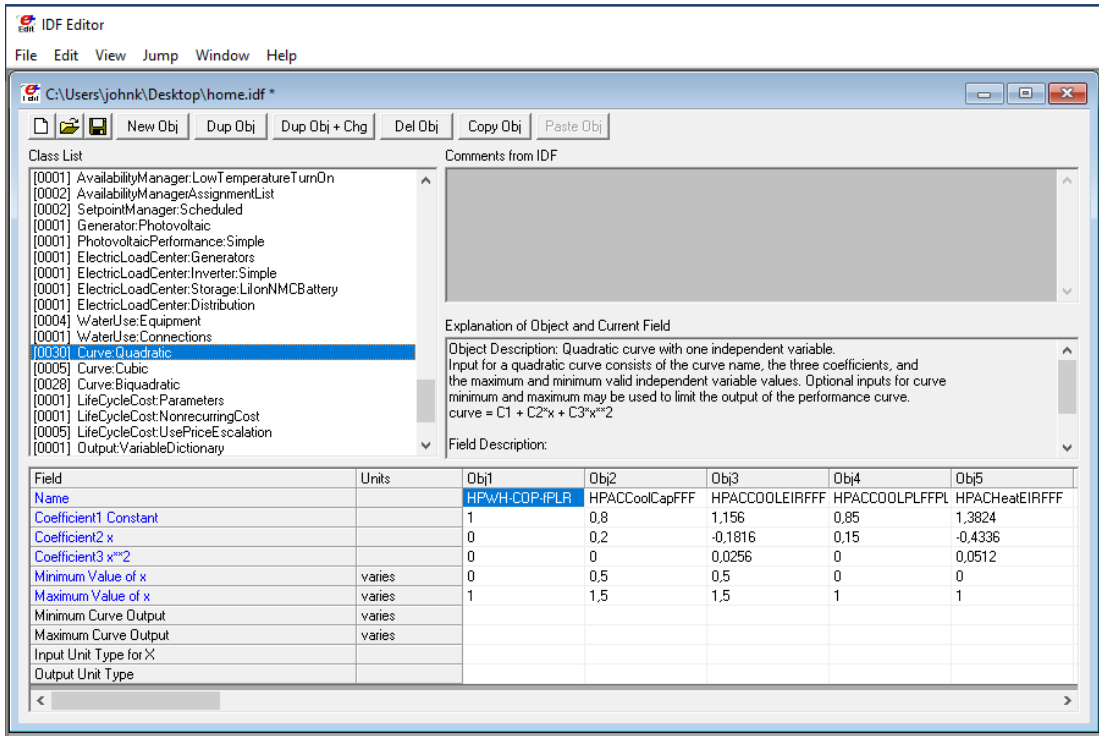 IDF Editor
File Edit View Jump Window Help
C:\Users\johnk\Desktop\home.idf *
New Obj Dup Obj Dup Obj + Chg Del Obj Copy Obj Paste Obj
Class List
Comments from IDF
[0001] AvailabilityManager:LowTemperatureTurnOn
[0002] AvailabilityManagerAssignmentList
[0002] SetpointManager:Scheduled
[0001] Generator:Photovoltaic
[0001] PhotovoltaicPerformance:Simple
[0001] ElectricLoadCenter:Generators
[0001] ElectricLoadCenter:Inverter:Simple
[0001] ElectricLoadCenter:Storage:LiIonNMCBattery
[0001] ElectricLoadCenter:Distribution
[0004] WaterUse:Equipment
[0001] WaterUse:Connections
[0030] Curve:Quadratic
[0005] Curve:Cubic
[0028] Curve:Biquadratic
[0001] LifeCycleCost:Parameters
[0001] LifeCycleCost:NonrecurringCost
[0005] LifeCycleCost:UsePriceEscalation
[0001] Output:VariableDictionary
Explanation of Object and Current Field
Object Description: Quadratic curve with one independent variable.
Input for a quadratic curve consists of the curve name, the three coefficients, and
the maximum and minimum valid independent variable values. Optional inputs for curve
minimum and maximum may be used to limit the output of the performance curve.
curve = C1 + C2*x + C3*x**2
Field Description:
Field Units Obj1 Obj2 Obj3 Obj4 Obj5
Name HPWH-COP-fPLR HPACCoolCapFFF HPACCOOLEIRFFF HPACCOOLPLFFPL HPACHeatEIRFFF
Coefficient1 Constant 1 0,8 1,156 0,85 1,3824
Coefficient2 x 0 0,2 -0,1816 0,15 -0,4336
Coefficient3 x**2 0 0 0,0256 0 0,0512
Minimum Value of x varies 0 0,5 0,5 0 0
Maximum Value of x varies 1 1,5 1,5 1 1
Minimum Curve Output varies
Maximum Curve Output varies
Input Unit Type for X
Output Unit Type